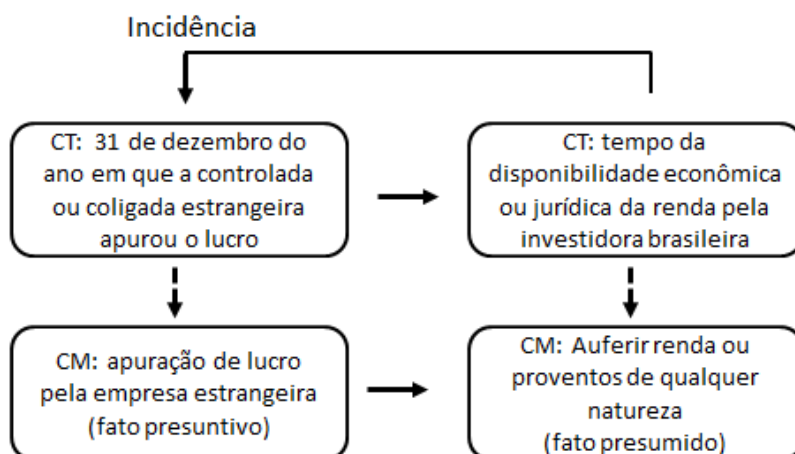 Incidência
CT: 31 de dezembro do
ano em que a controlada
ou coligada estrangeira
apurou o lucro
CT: tempo da
disponibilidade econômica
ou jurídica da renda pela
investidora brasileira
CM: apuração de lucro
pela empresa estrangeira
(fato presuntivo)
CM: Auferir renda ou
proventos de qualquer
natureza
(fato presumido)